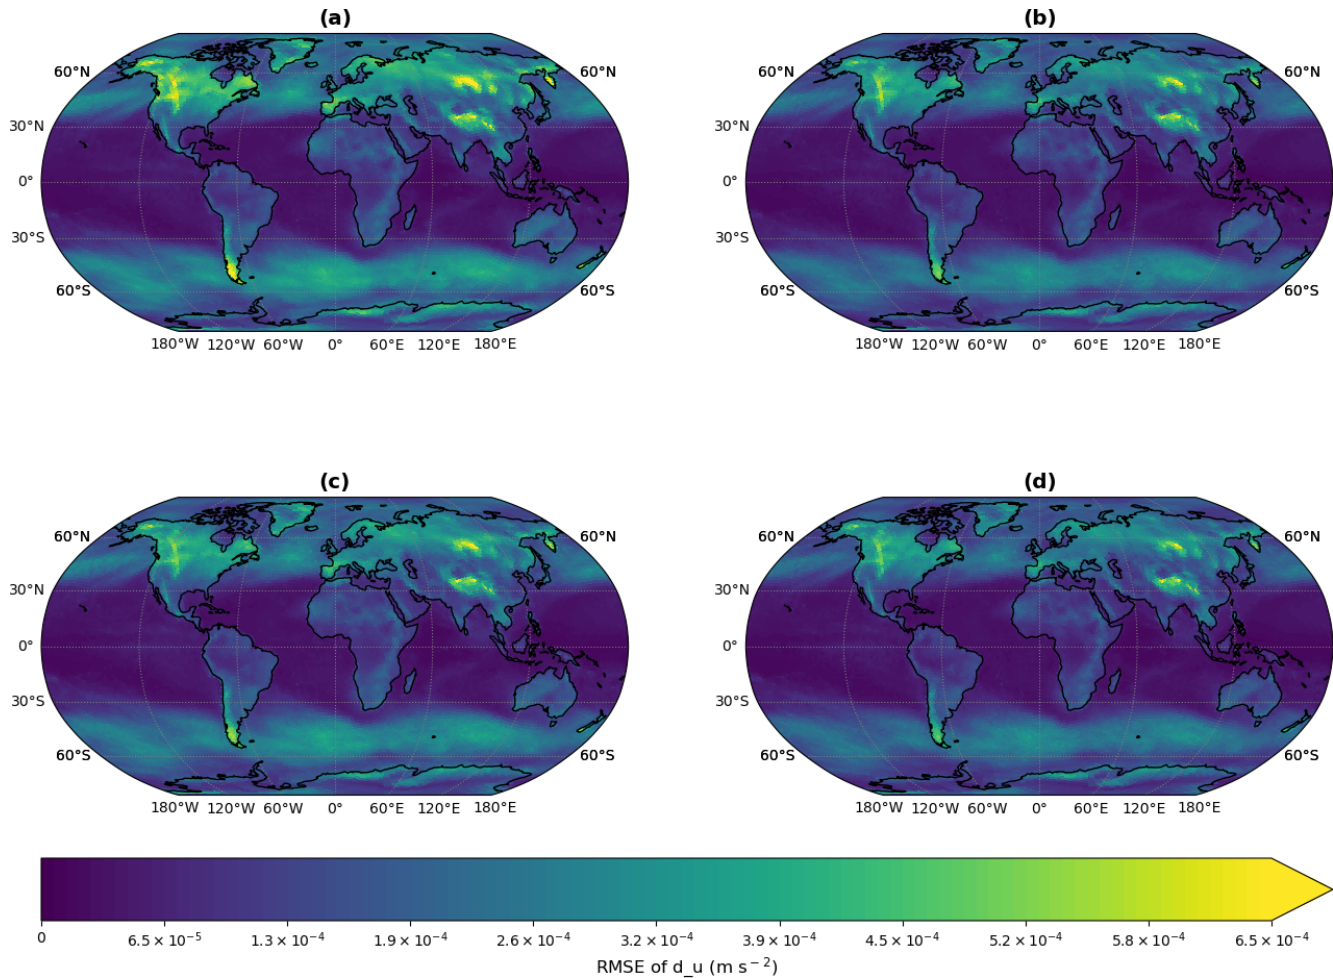 (a) (b)
60°N 60°N 60°N 60°N
30°N 30°N
0° 0°
30°S 30°S
60°S 60°S 60°S 60°S
180°W 120°W 60°W 0° 60°E 120°E 180°E 180°W 120°W 60°W 0° 60°E 120°E 180°E
(c) (d)
60°N 60°N 60°N 60°N
30°N 30°N
0° 0°
30°S 30°S
60°S 60°S 60°S 60°S
180°W 120°W 60°W 0° 60°E 120°E 180°E 180°W 120°W 60°W 0° 60°E 120°E 180°E
0 6.5 × 10⁻⁵ 1.3 × 10⁻⁴ 1.9 × 10⁻⁴ 2.6 × 10⁻⁴ 3.2 × 10⁻⁴ 3.9 × 10⁻⁴ 4.5 × 10⁻⁴ 5.2 × 10⁻⁴ 5.8 × 10⁻⁴ 6.5 × 10⁻⁴
RMSE of d_u (m s⁻²)